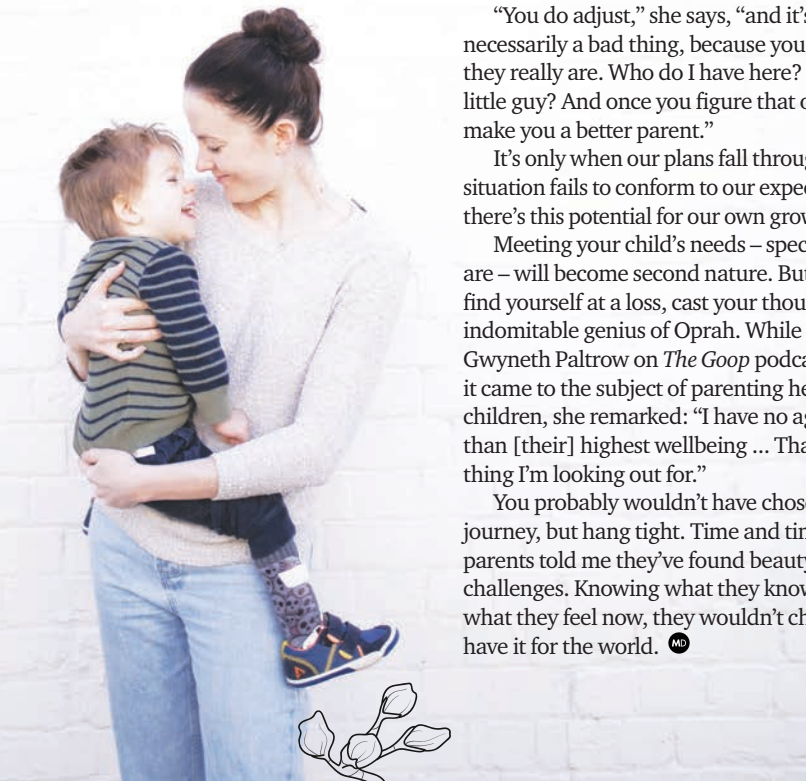 “You do adjust,” she says, “and it’s
necessarily a bad thing, because you
they really are. Who do I have here?
little guy? And once you figure that o
make you a better parent.”
It’s only when our plans fall throug
situation fails to conform to our expec
there’s this potential for our own grow
Meeting your child’s needs – spec
are – will become second nature. But
find yourself at a loss, cast your thou
indomitable genius of Oprah. While
Gwyneth Paltrow on The Goop podca
it came to the subject of parenting he
children, she remarked: “I have no ag
than [their] highest wellbeing ... Tha
thing I’m looking out for.”
You probably wouldn’t have chose
journey, but hang tight. Time and tim
parents told me they’ve found beauty
challenges. Knowing what they know
what they feel now, they wouldn’t ch
have it for the world. MD